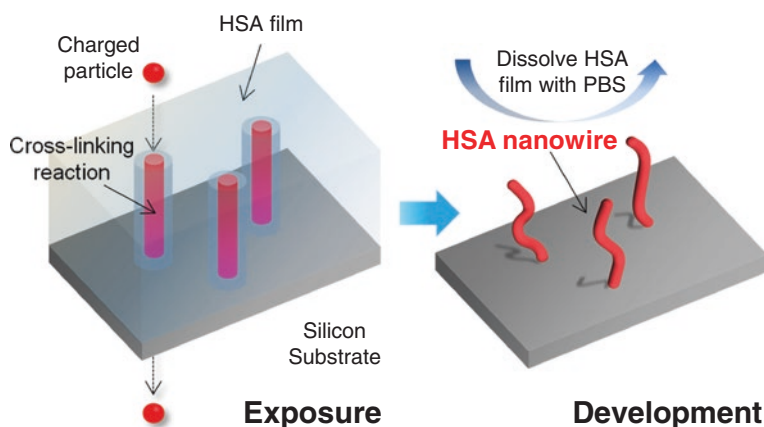 Charged
particle
HSA film
Cross-linking
reaction
Silicon
Substrate
Exposure
Dissolve HSA
film with PBS
HSA nanowire
Development